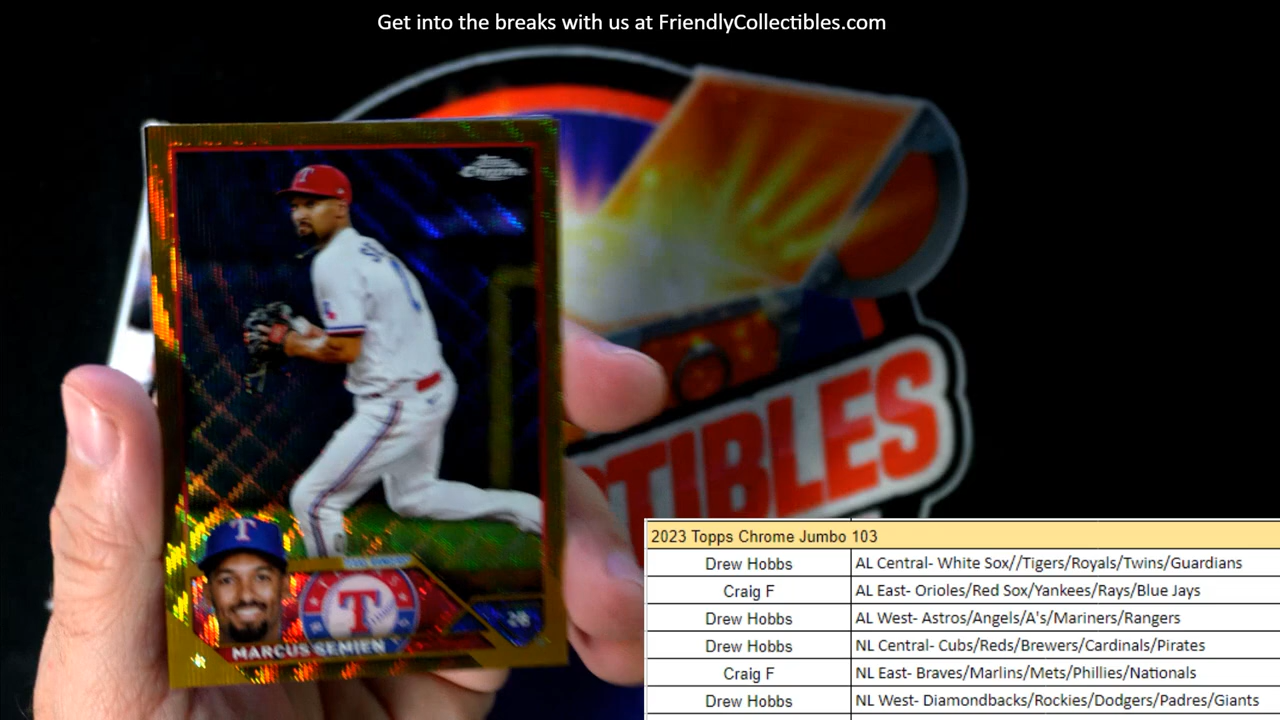 Get into the breaks with us at FriendlyCollectibles.com
Topps
Chrome
T
TIBLES
T
T
2B
MARCUS SEMIEN
2023 Topps Chrome Jumbo 103
Drew Hobbs AL Central- White Sox//Tigers/Royals/Twins/Guardians
Craig F AL East- Orioles/Red Sox/Yankees/Rays/Blue Jays
Drew Hobbs AL West- Astros/Angels/A's/Mariners/Rangers
Drew Hobbs NL Central- Cubs/Reds/Brewers/Cardinals/Pirates
Craig F NL East- Braves/Marlins/Mets/Phillies/Nationals
Drew Hobbs NL West- Diamondbacks/Rockies/Dodgers/Padres/Giants